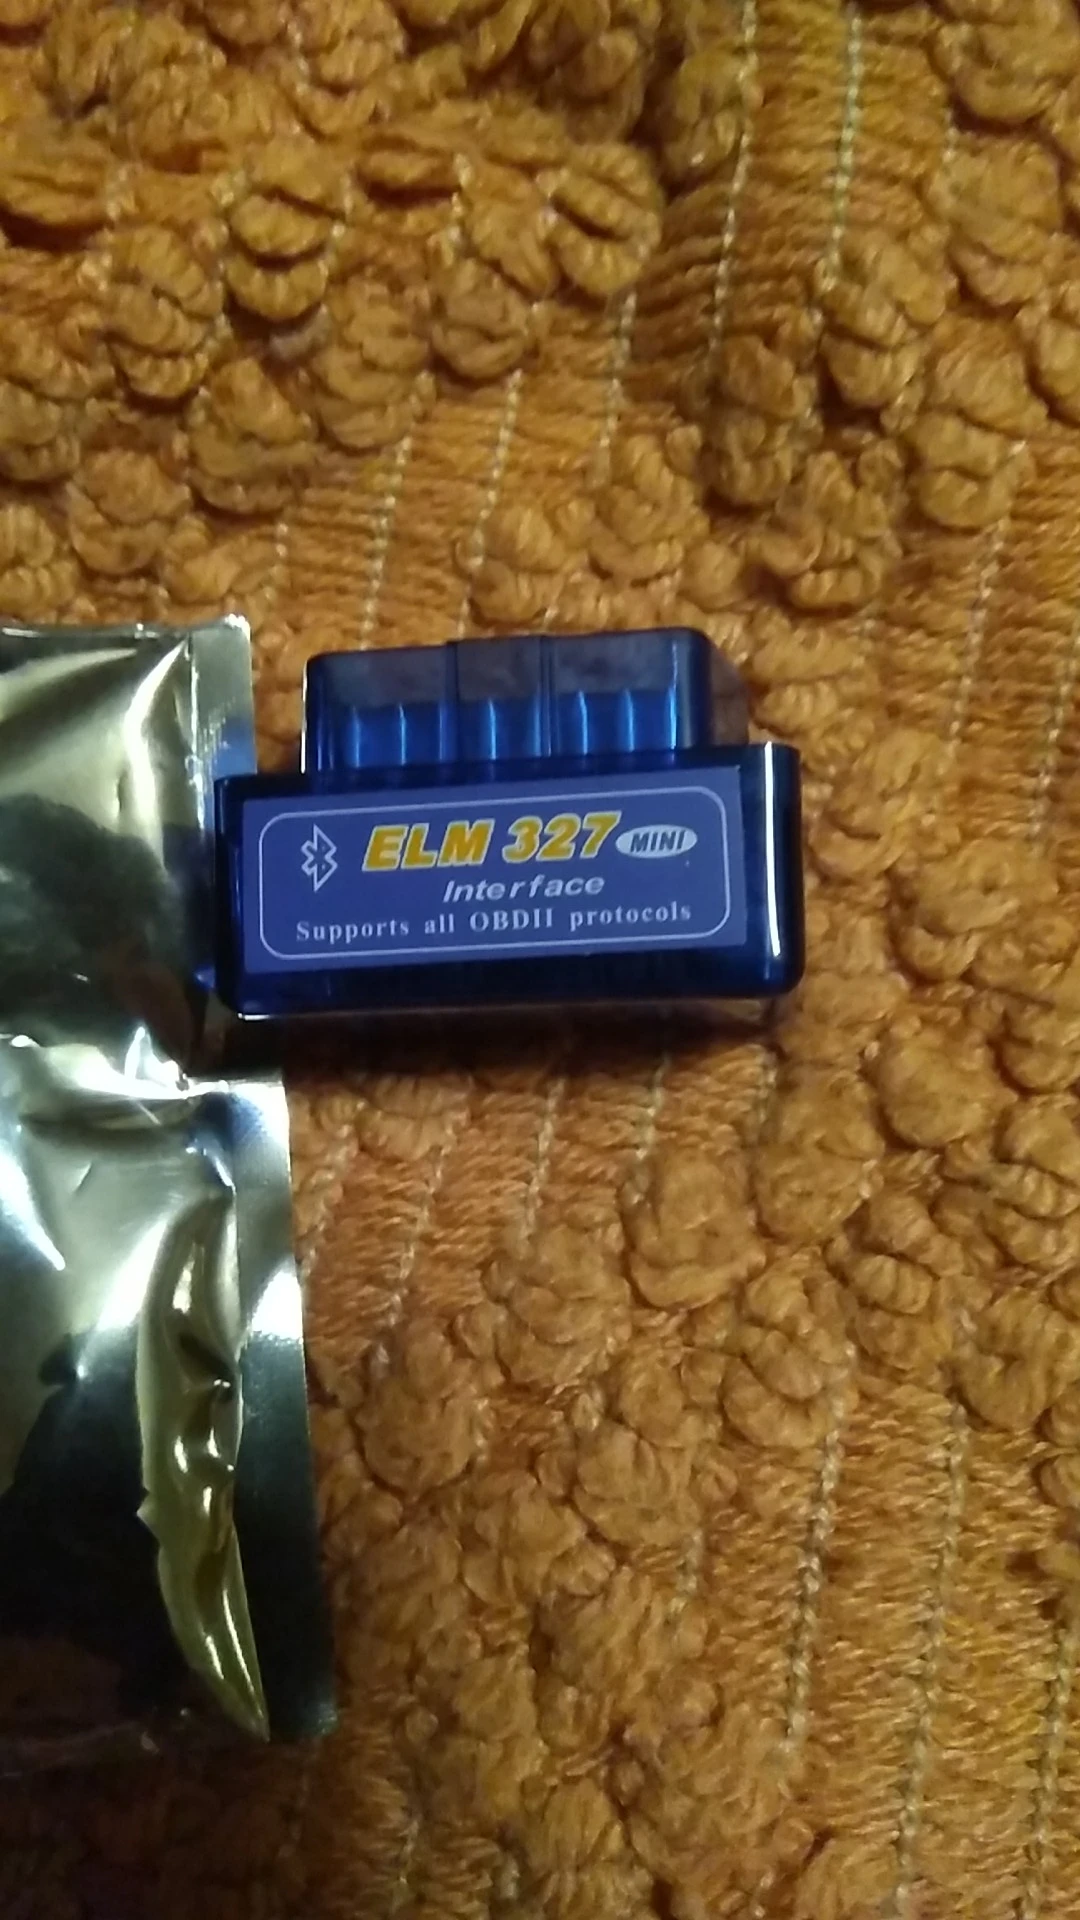 ELM 327 MINI
Interface
Supports all OBDII protocols